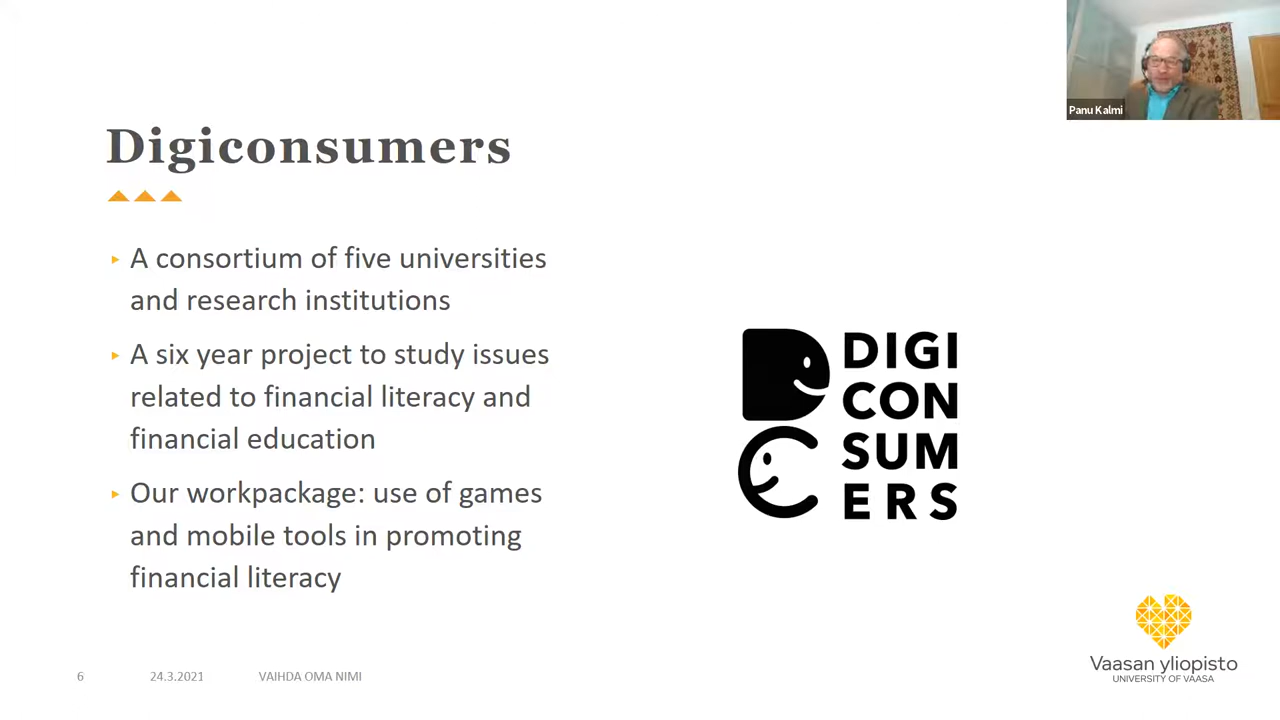 Panu Kalmi
Digiconsumers
A consortium of five universities
and research institutions
A six year project to study issues
related to financial literacy and
financial education
Our workpackage: use of games
and mobile tools in promoting
financial literacy
DIGI
CON
SUM
ERS
Vaasan yliopisto
UNIVERSITY OF VAASA
6 24.3.2021 VAIHDA OMA NIMI